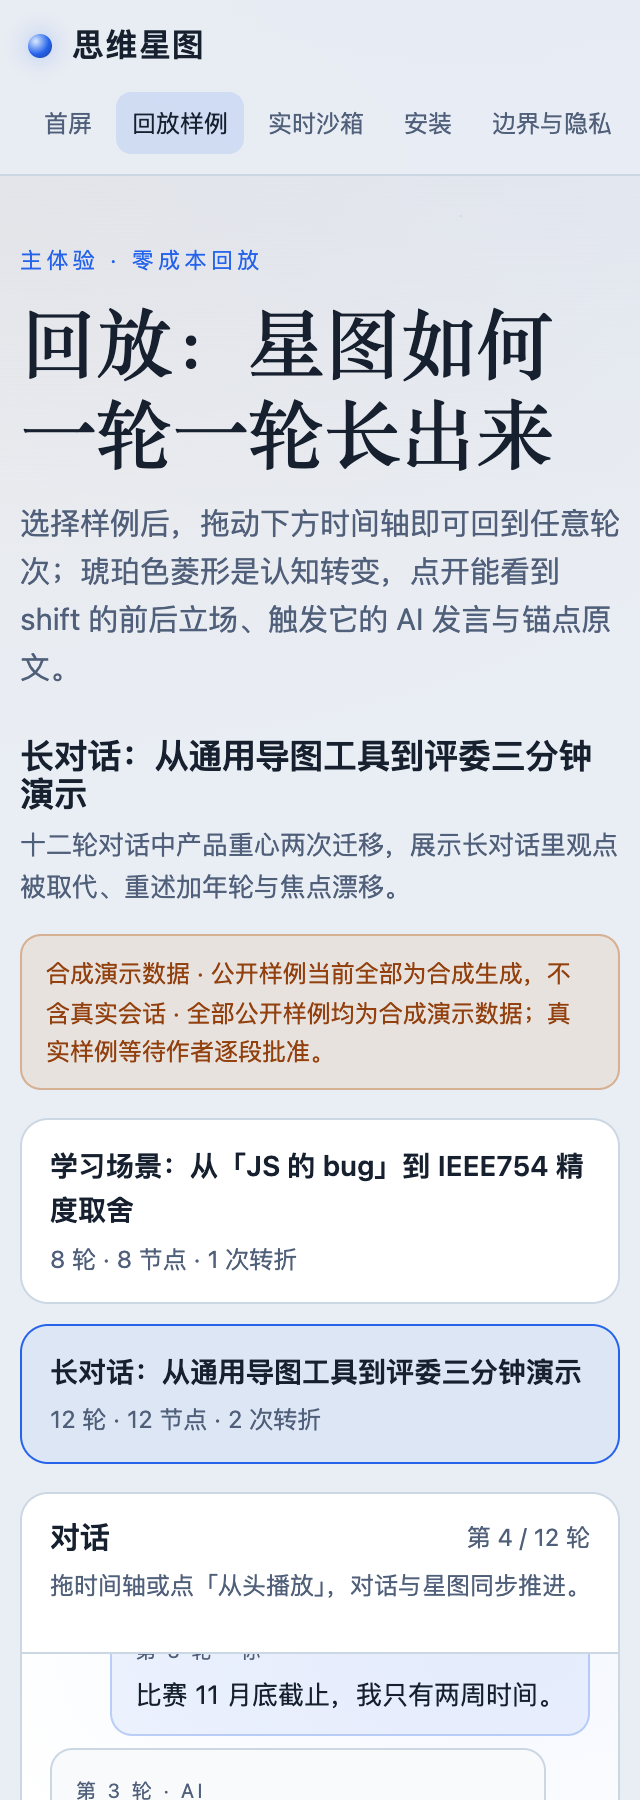 思维星图
首屏 回放样例 实时沙箱 安装 边界与隐私
主体验 · 零成本回放
回放：星图如何
一轮一轮长出来
选择样例后，拖动下方时间轴即可回到任意轮
次；琥珀色菱形是认知转变，点开能看到
shift 的前后立场、触发它的 AI 发言与锚点原
文。
长对话：从通用导图工具到评委三分钟
演示
十二轮对话中产品重心两次迁移，展示长对话里观点
被取代、重述加年轮与焦点漂移。
合成演示数据 · 公开样例当前全部为合成生成，不
含真实会话 · 全部公开样例均为合成演示数据；真
实样例等待作者逐段批准。
学习场景：从「JS 的 bug」到 IEEE754 精
度取舍
8 轮 · 8 节点 · 1 次转折
长对话：从通用导图工具到评委三分钟演示
12 轮 · 12 节点 · 2 次转折
对话 第 4 / 12 轮
拖时间轴或点「从头播放」，对话与星图同步推进。
比赛 11 月底截止，我只有两周时间。
第 3 轮 · AI